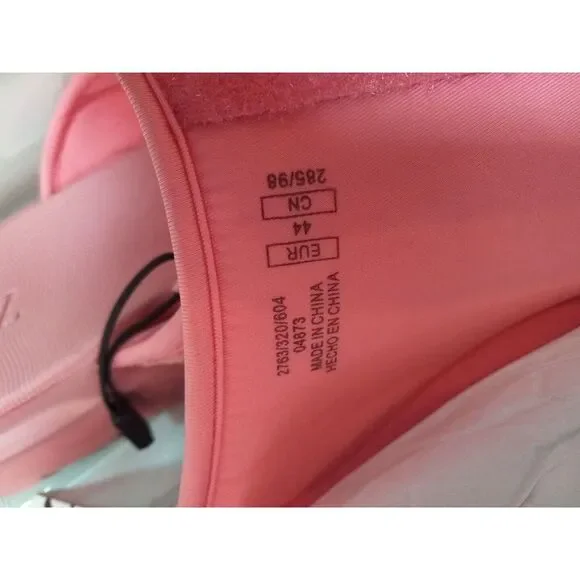 EUR 44 CN 285/98
2763/320/604
04873
MADE IN CHINA
HECHO EN CHINA